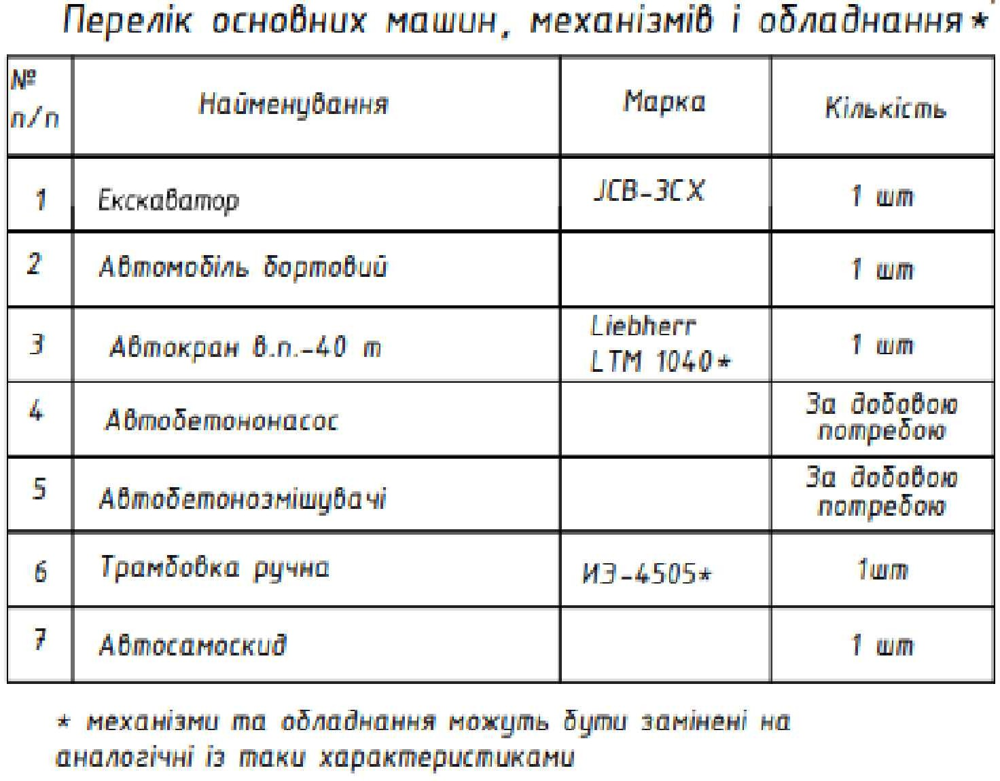 Перелік основних машин, механізмів і обладнання*
№ п/п Найменування Марка Кількість
1 Екскаватор JCB-3CX 1 шт
2 Автомобіль бортовий 1 шт
3 Автокран в.п.-40 т Liebherr LTM 1040* 1 шт
4 Автобетононасос За добовою потребою
5 Автобетонозмішувачі За добовою потребою
6 Трамбовка ручна ИЭ-4505* 1шт
7 Автосамоскид 1 шт
* механізми та обладнання можуть бути замінені на
аналогічні із таки характеристиками